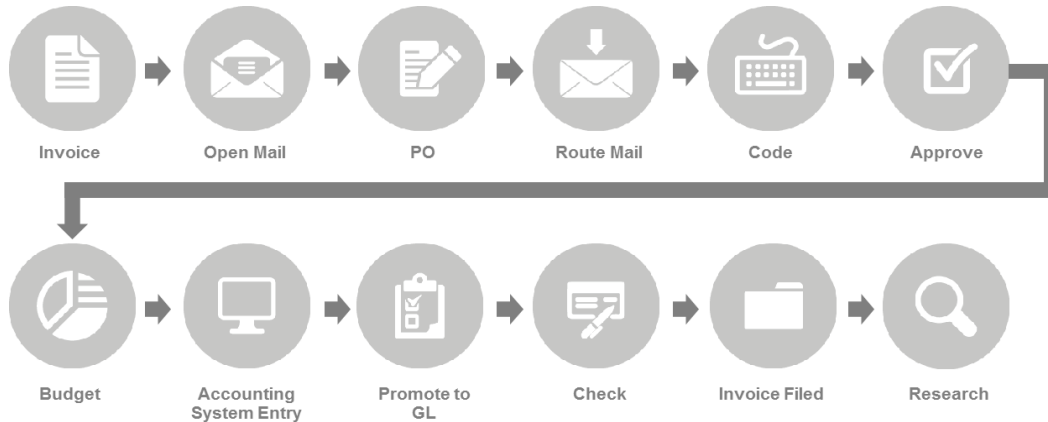 Invoice
Open Mail
PO
Route Mail
Code
Approve
Budget
Accounting
System Entry
Promote to
GL
Check
Invoice Filed
Research